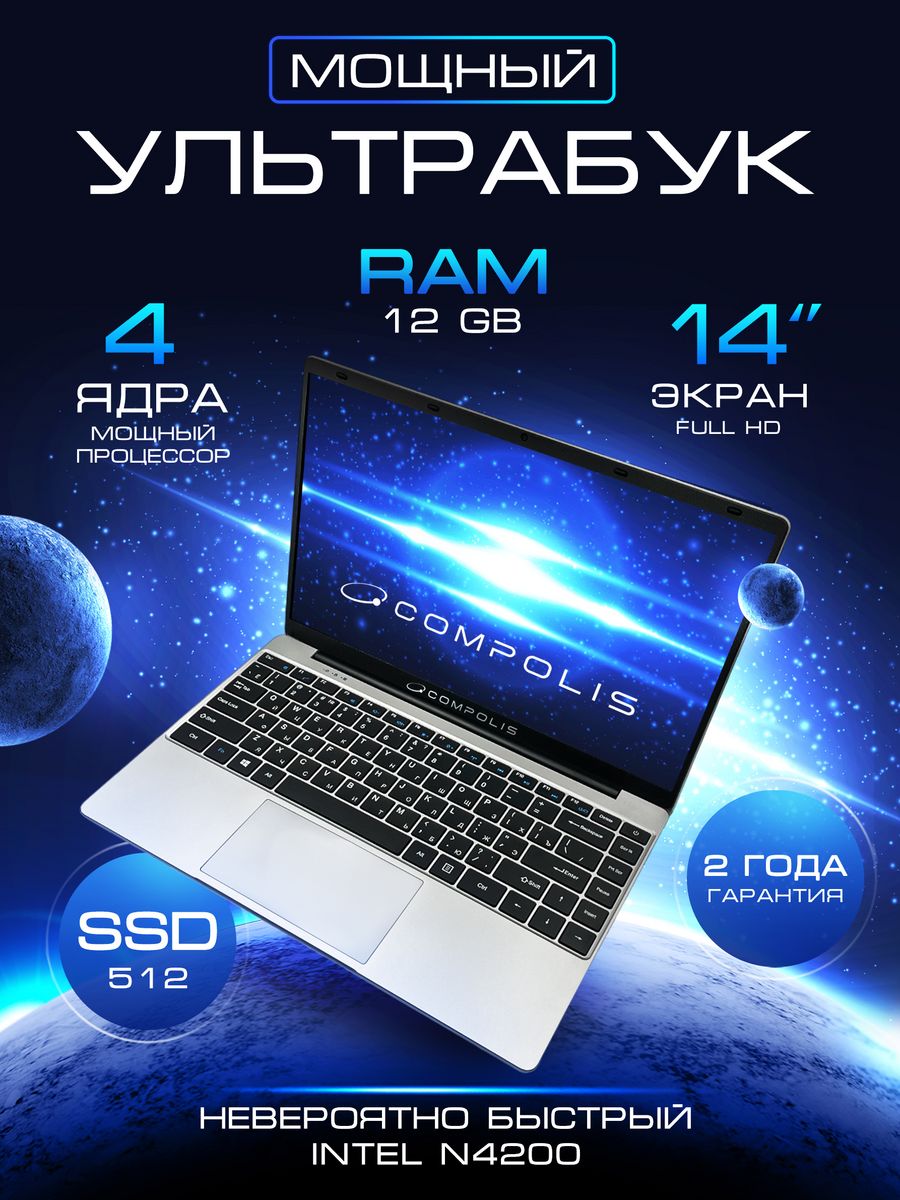 МОЩНЫЙ
УЛЬТРАБУК
RAM
12 GB
4
ЯДРА
МОЩНЫЙ
ПРОЦЕССОР
14”
ЭКРАН
FULL HD
COMPOLIS
COMPOLIS
2 ГОДА
ГАРАНТИЯ
SSD
512
НЕВЕРОЯТНО БЫСТРЫЙ
INTEL N4200